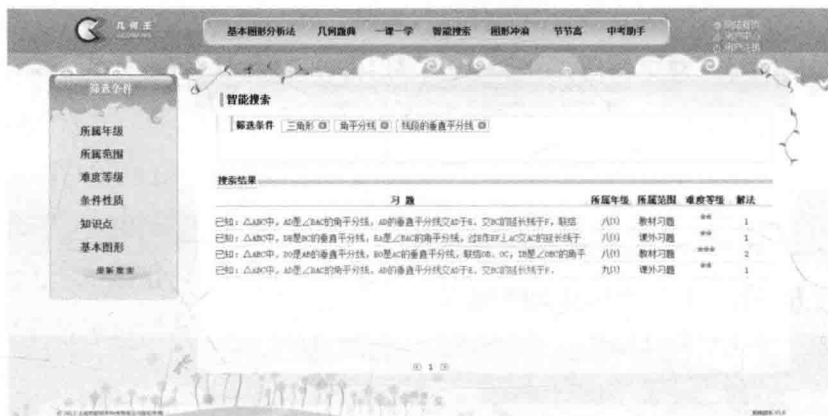 几何王
基本图形分析法 几何题典 一课一学 智能搜索 图形冲浪 节节高 中考助手
筛选条件
所属年级
所属范围
难度等级
条件性质
知识点
基本图形
重新搜索
智能搜索
筛选条件 三角形 角平分线 线段的垂直平分线
搜索结果
习 题 所属年级 所属范围 难度等级 解法
已知：△ABC中，AD是∠BAC的角平分线，AD的垂直平分线交AD于E，交BC的延长线于F，联结 八(1) 教材习题 ** 1
已知：△ABC中，DE是BC的垂直平分线，EA是∠BAC的角平分线，过E作EF⊥AC交AC的延长线于 八(1) 课外习题 ** 1
已知：△ABC中，DO是AB的垂直平分线，EO是AC的垂直平分线，联结OB、OC，IB是∠OBC的角平 八(1) 教材习题 *** 2
已知：△ABC中，AD是∠BAC的角平分线，AD的垂直平分线交AD于E，交BC的延长线于F， 九(1) 课外习题 ** 1
1